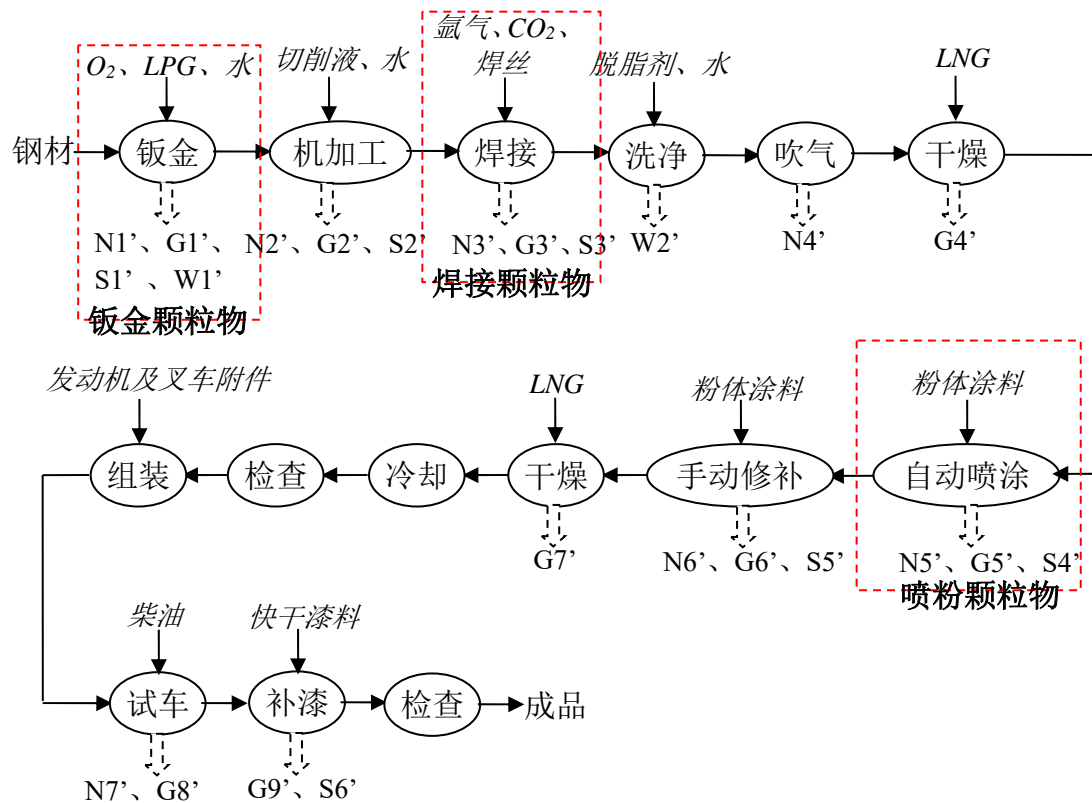 氩气、CO₂、
O₂、LPG、水
切削液、水
焊丝
脱脂剂、水
LNG
钢材
钣金
机加工
焊接
洗净
吹气
干燥
N1’、G1’、
S1’ 、W1’
N2’、G2’、S2’
N3’、G3’、S3’
W2’
N4’
G4’
钣金颗粒物
焊接颗粒物
发动机及叉车附件
LNG
粉体涂料
粉体涂料
组装
检查
冷却
干燥
手动修补
自动喷涂
G7’
N6’、G6’、S5’
N5’、G5’、S4’
喷粉颗粒物
柴油
快干漆料
试车
补漆
检查
成品
N7’、G8’
G9’、S6’